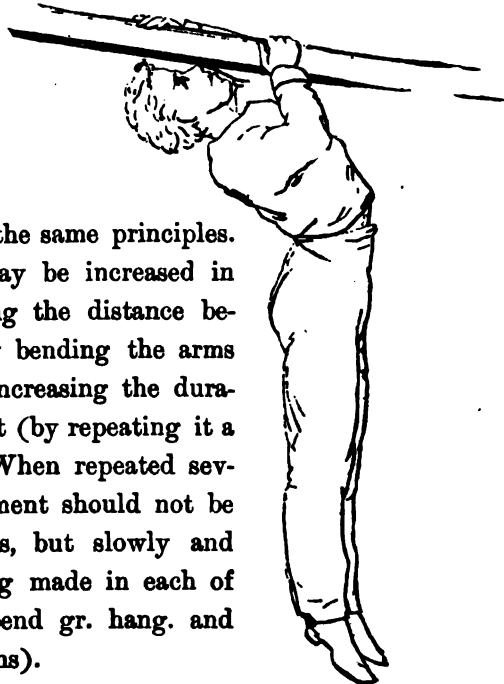 the same principles.
ay be increased in
g the distance be-
bending the arms
ncreasing the dura-
t (by repeating it a
When repeated sev-
ment should not be
s, but slowly and
g made in each of
end gr. hang. and
ns).